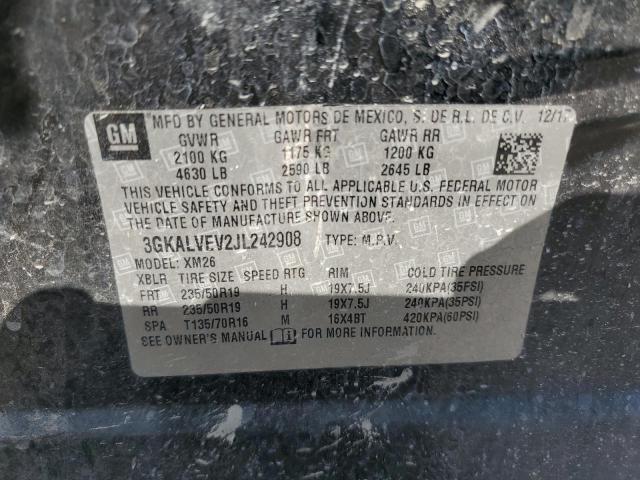 GM
MFD BY GENERAL MOTORS DE MEXICO, S. DE R.L. DE C.V. 12/17
GVWR GAWR FRT GAWR RR
2100 KG 1175 KG 1200 KG
4630 LB 2590 LB 2645 LB
THIS VEHICLE CONFORMS TO ALL APPLICABLE U.S. FEDERAL MOTOR
VEHICLE SAFETY AND THEFT PREVENTION STANDARDS IN EFFECT ON
THE DATE OF MANUFACTURE SHOWN ABOVE.
3GKALVEV2JL242908 TYPE: M.P.V.
MODEL: XM26
XBLR TIRE SIZE SPEED RTG RIM COLD TIRE PRESSURE
FRT 235/50R19 H 19X7.5J 240KPA(35PSI)
RR 235/50R19 H 19X7.5J 240KPA(35PSI)
SPA T135/70R16 M 16X4BT 420KPA(60PSI)
SEE OWNER'S MANUAL FOR MORE INFORMATION.